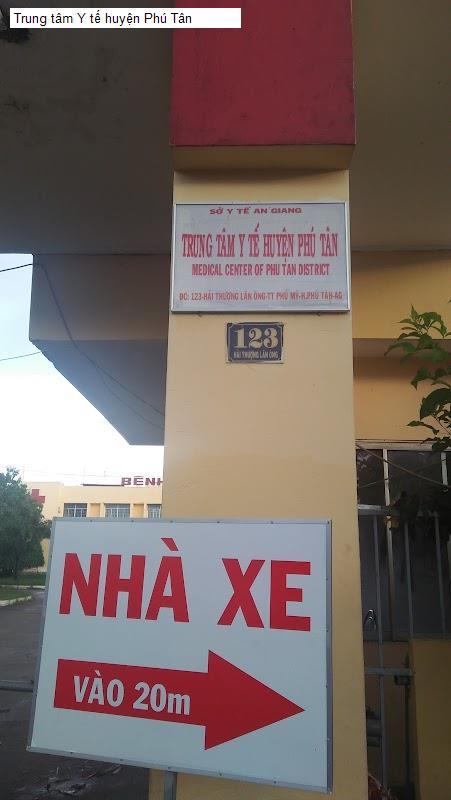 Trung tâm Y tế huyện Phú Tân
SỞ Y TẾ AN GIANG
TRUNG TÂM Y TẾ HUYỆN PHÚ TÂN
MEDICAL CENTER OF PHU TAN DISTRICT
ĐC: 123-HẢI THƯỢNG LÃN ÔNG-TT PHÚ MỸ-H.PHÚ TÂN-AG
123
HẢI THƯỢNG LÃN ÔNG
BỆNH
NHÀ XE
VÀO 20m